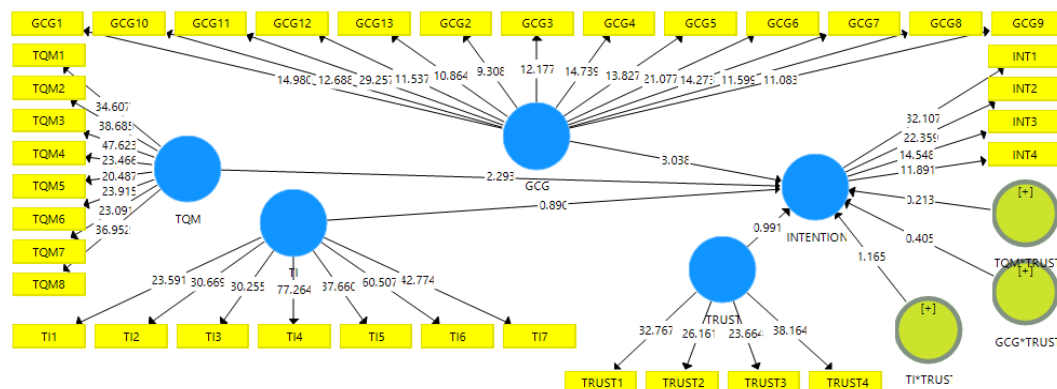 GCG1 GCG10 GCG11 GCG12 GCG13 GCG2 GCG3 GCG4 GCG5 GCG6 GCG7 GCG8 GCG9
14.980 12.688 29.257 11.537 10.864 9.308 12.177 14.739 13.827 21.077 14.273 11.599 11.083
TQM1
TQM2
TQM3
TQM4
TQM5
TQM6
TQM7
TQM8
34.607
38.685
47.623
23.466
20.487
23.915
23.091
36.952
TQM
GCG
3.038
2.293
0.890
INT1
INT2
INT3
INT4
32.107
22.359
14.548
11.891
INTENTION
TI
23.591 30.669 30.255 77.264 37.660 60.507 42.774
TI1 TI2 TI3 TI4 TI5 TI6 TI7
0.991
TRUST
32.767 26.161 23.664 38.164
TRUST1 TRUST2 TRUST3 TRUST4
0.213
[+]
TQM*TRUST
0.405
[+]
GCG*TRUST
1.165
[+]
TI*TRUST